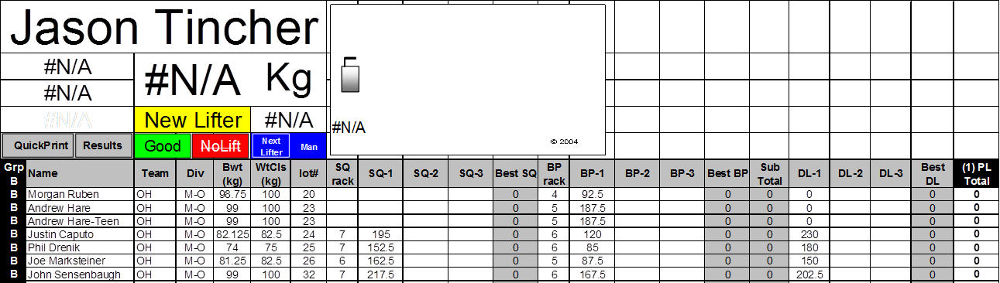 Jason Tincher
#N/A
#N/A Kg
#N/A
#N/A New Lifter #N/A #N/A
© 2004
QuickPrint Results Good NoLift Next Lifter Man
Grp B Name Team Div Bwt (kg) WtCls (kg) lot# SQ rack SQ-1 SQ-2 SQ-3 Best SQ BP rack BP-1 BP-2 BP-3 Best BP Sub Total DL-1 DL-2 DL-3 Best DL (1) PL Total
B Morgan Ruben OH M-O 98.75 100 20 0 4 92.5 0 0 0 0 0
B Andrew Hare OH M-O 99 100 23 0 5 187.5 0 0 0 0 0
B Andrew Hare-Teen OH M-O 99 100 23 0 5 187.5 0 0 0 0 0
B Justin Caputo OH M-O 82.125 82.5 24 7 195 0 6 120 0 0 230 0 0
B Phil Drenik OH M-O 74 75 25 7 152.5 0 6 85 0 0 180 0 0
B Joe Marksteiner OH M-O 81.25 82.5 26 6 162.5 0 5 87.5 0 0 150 0 0
B John Sensenbaugh OH M-O 99 100 32 7 217.5 0 6 167.5 0 0 202.5 0 0